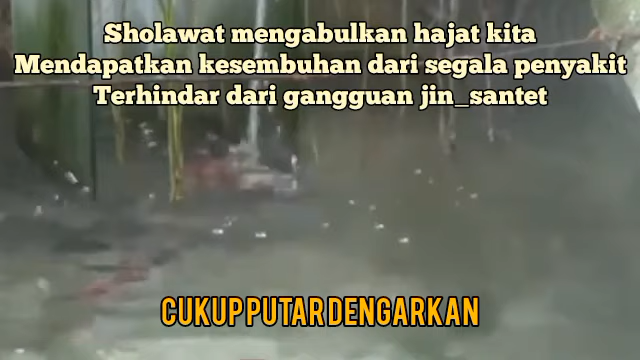 Sholawat mengabulkan hajat kita
Mendapatkan kesembuhan dari segala penyakit
Terhindar dari gangguan jin_santet
CUKUP PUTAR DENGARKAN